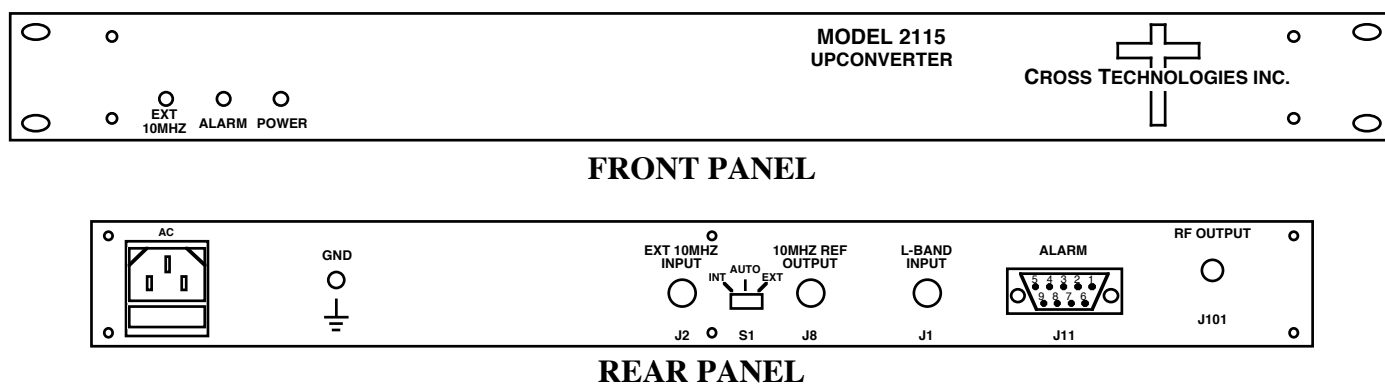 MODEL 2115
UPCONVERTER
CROSS TECHNOLOGIES INC.
EXT
10MHZ
ALARM
POWER
FRONT PANEL
AC
GND
EXT 10MHZ
INPUT
INT
AUTO
EXT
10MHZ REF
OUTPUT
L-BAND
INPUT
ALARM
5 4 3 2 1
9 8 7 6
RF OUTPUT
J2
S1
J8
J1
J11
J101
REAR PANEL